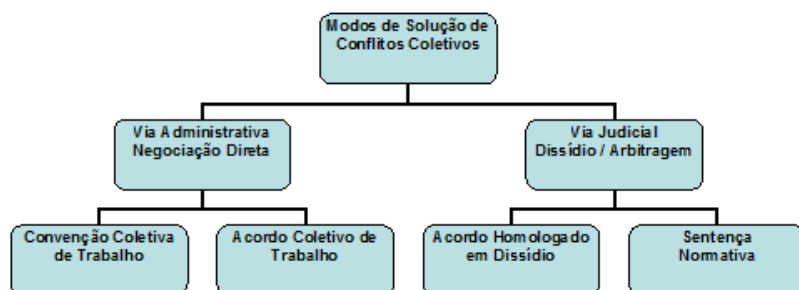 Modos de Solução de
Conflitos Coletivos
Via Administrativa
Negociação Direta
Via Judicial
Dissídio / Arbitragem
Convenção Coletiva
de Trabalho
Acordo Coletivo de
Trabalho
Acordo Homologado
em Dissídio
Sentença
Normativa